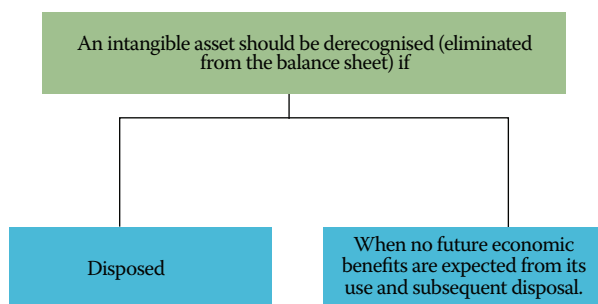 An intangible asset should be derecognised (eliminated
from the balance sheet) if
Disposed
When no future economic
benefits are expected from its
use and subsequent disposal.